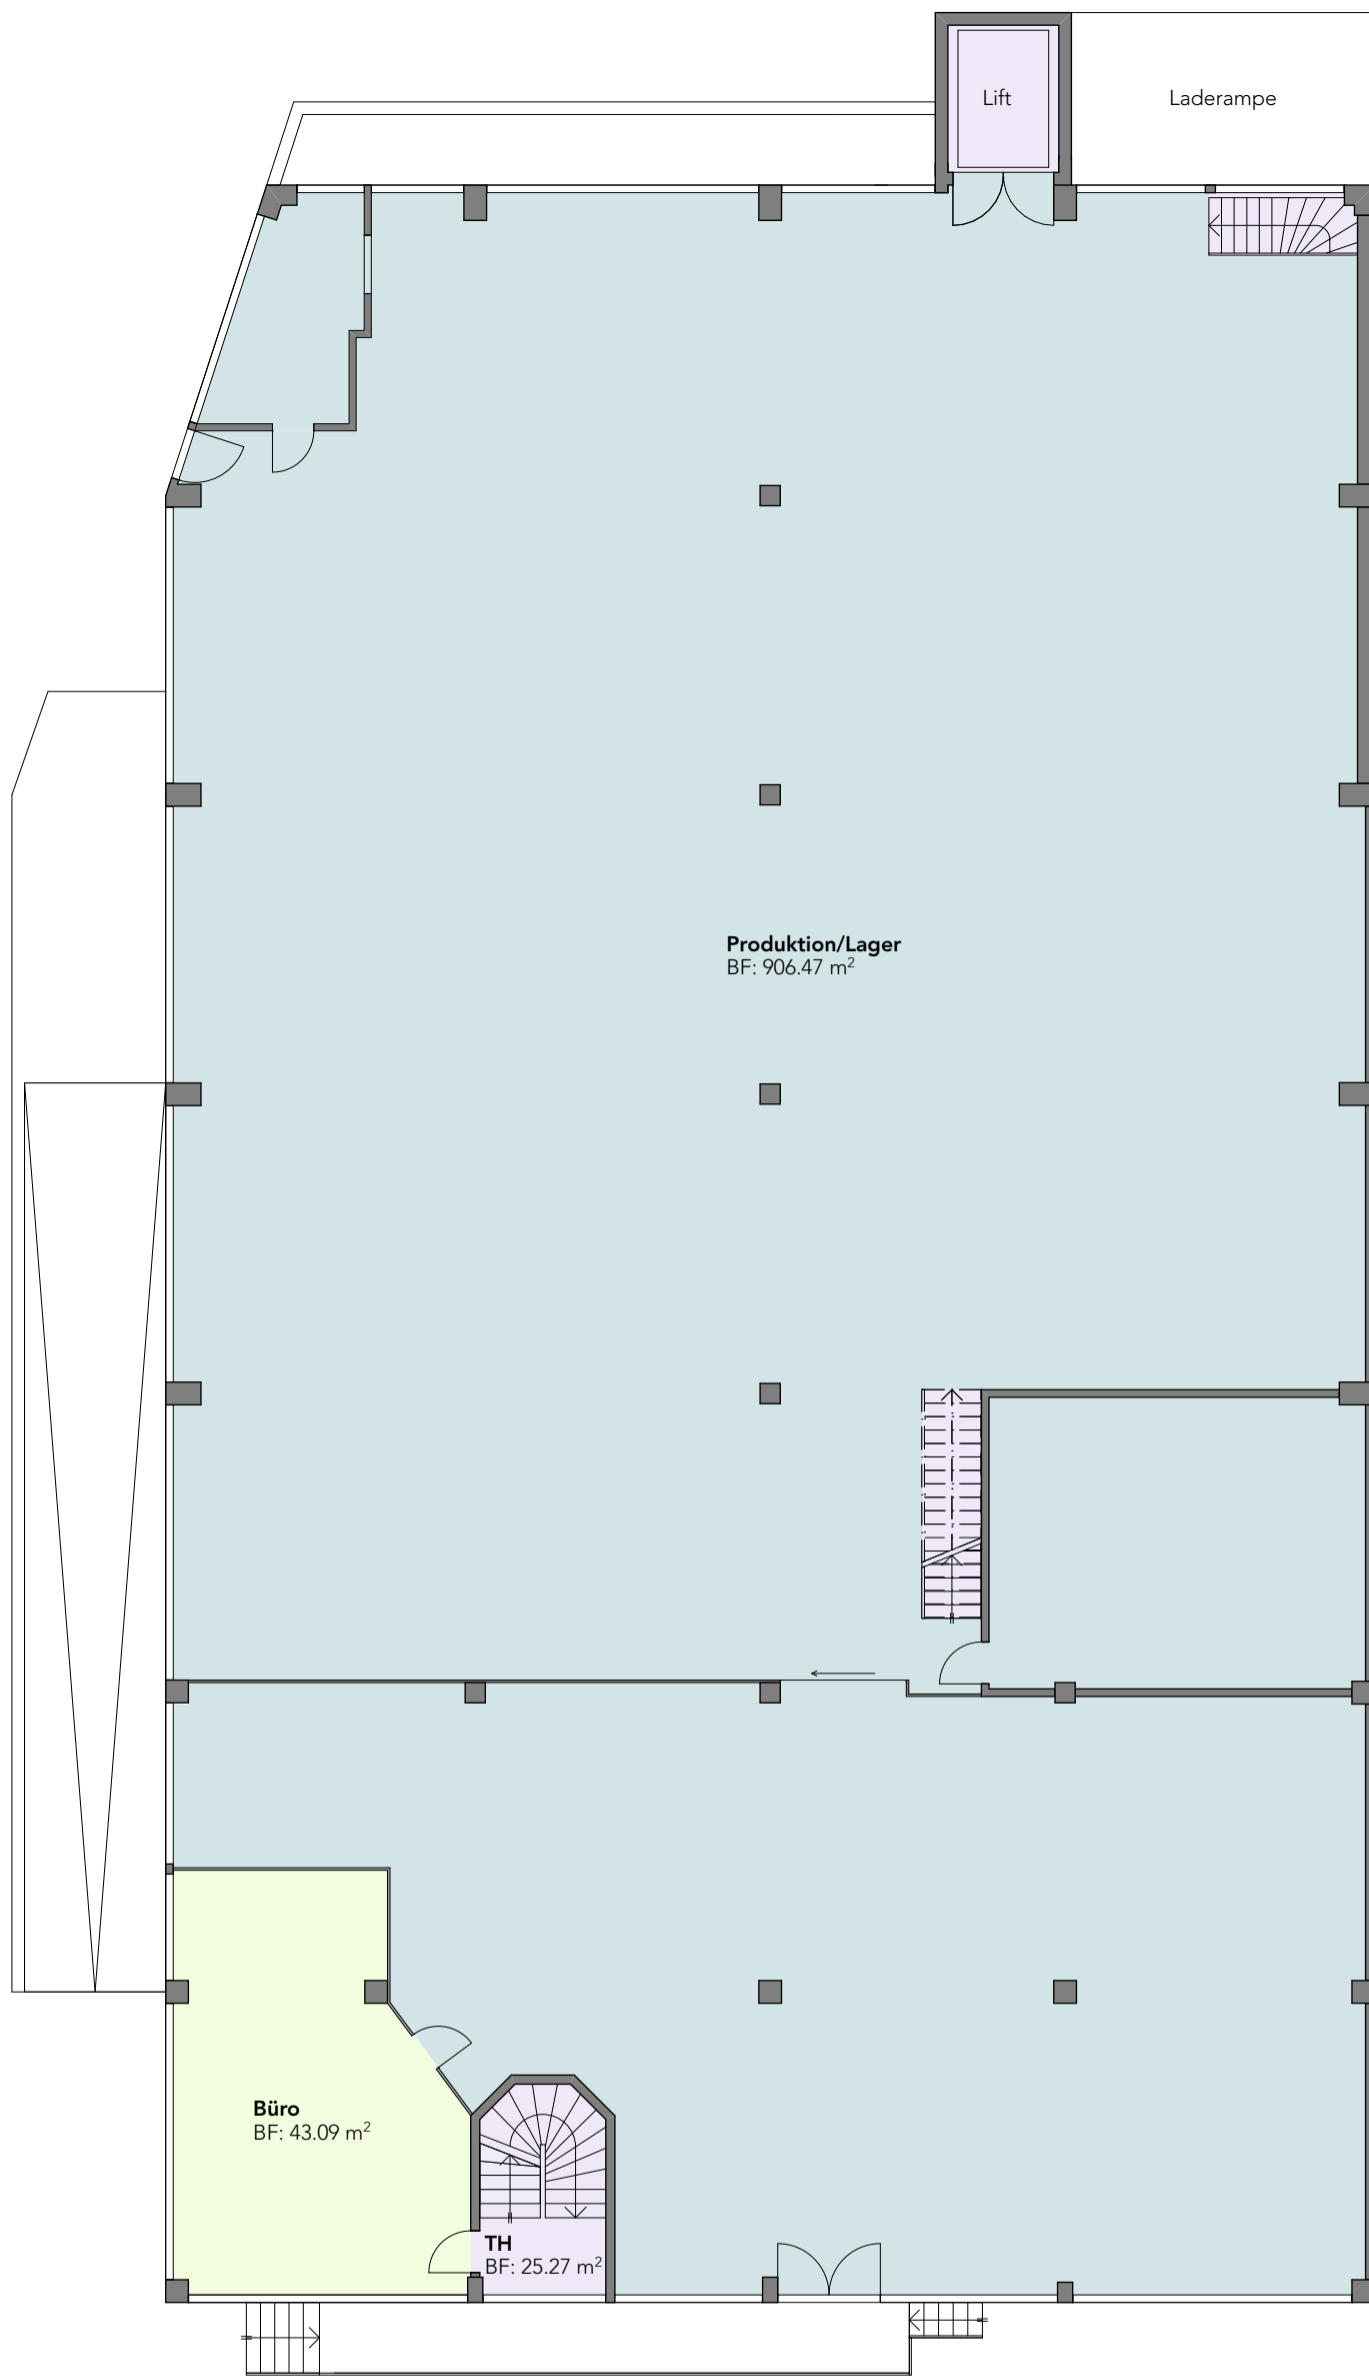 Lift
Laderampe
Produktion/Lager
BF: 906.47 m²
Büro
BF: 43.09 m²
TH
BF: 25.27 m²